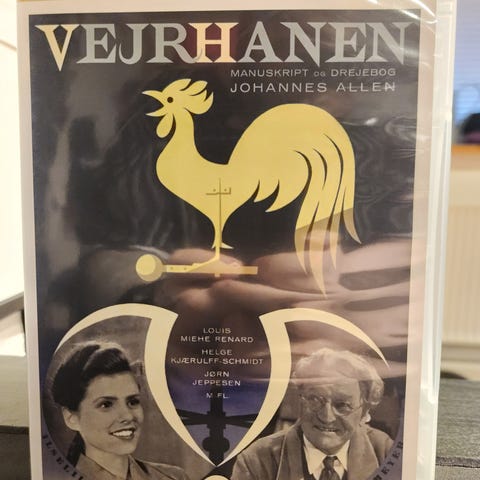 VEJRHANEN
MANUSKRIPT OG DREJEBOG
JOHANNES ALLEN
LOUIS
MIEHE RENARD
HELGE
KJÆRULFF-SCHMIDT
JØRN
JEPPESEN
M FL.